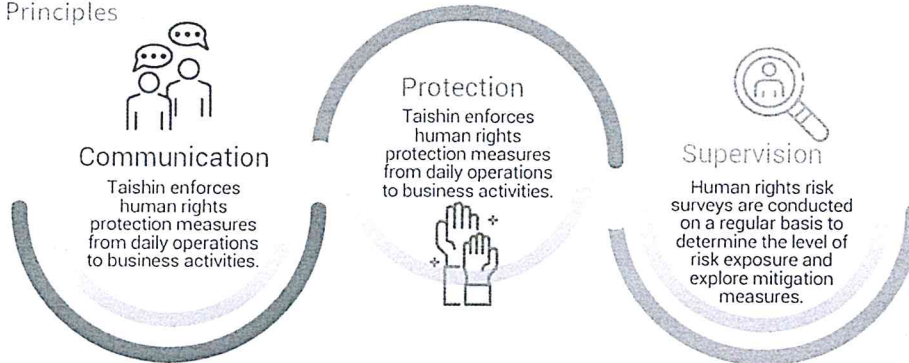 Principles
Communication
Taishin enforces
human rights
protection measures
from daily operations
to business activities.
Protection
Taishin enforces
human rights
protection measures
from daily operations
to business activities.
Supervision
Human rights risk
surveys are conducted
on a regular basis to
determine the level of
risk exposure and
explore mitigation
measures.